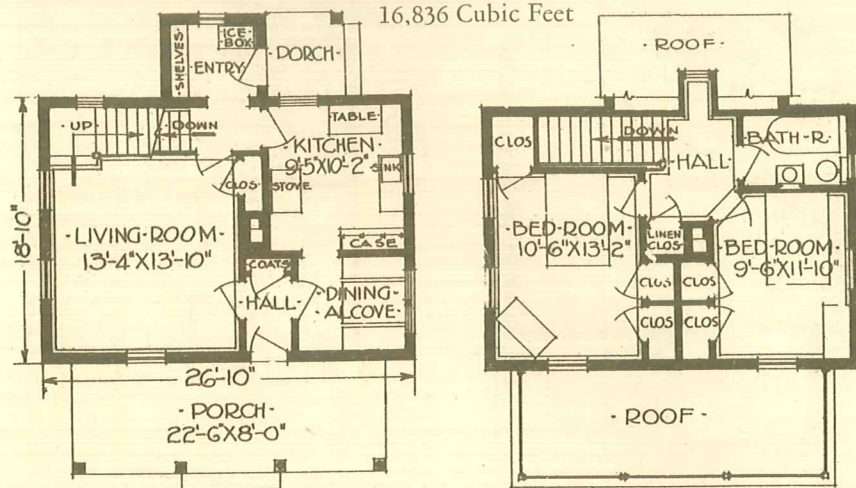 16,836 Cubic Feet
SHELVES
ICE-
BOX
ENTRY
PORCH
UP
DOWN
TABLE
KITCHEN
9'-5"X10'-2"
SINK
STOVE
CLOS
CASE
·LIVING-ROOM·
13'-4"X13'-10"
COATS
·HALL·
DINING
ALCOVE
18'-10"
26'-10"
·PORCH·
22'-6"X8'-0"
·ROOF·
CLOS
DOWN
BATH-R.
·HALL·
BED-ROOM
10'-6"X13'-2"
LINEN
CLOS
BED-ROOM
9'-6"X11'-10"
CLOS
CLOS
CLOS
CLOS
·ROOF·